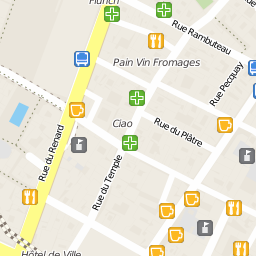 Flunch
Rue Rambuteau
Pain Vin Fromages
Rue Pecquay
Ciao
Rue du Plâtre
Rue du Renard
Rue du Temple
Hôtel de Ville